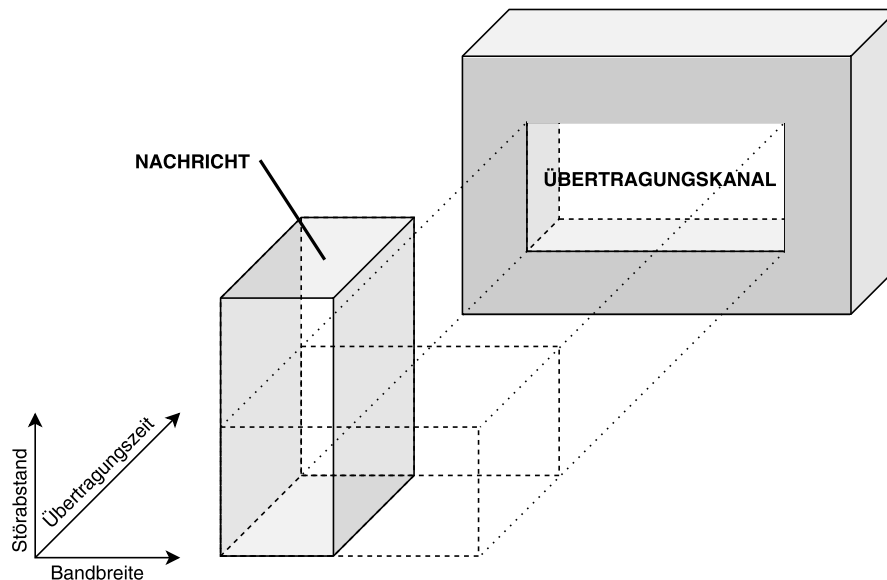 NACHRICHT
ÜBERTRAGUNGSKANAL
Störabstand
Übertragungszeit
Bandbreite